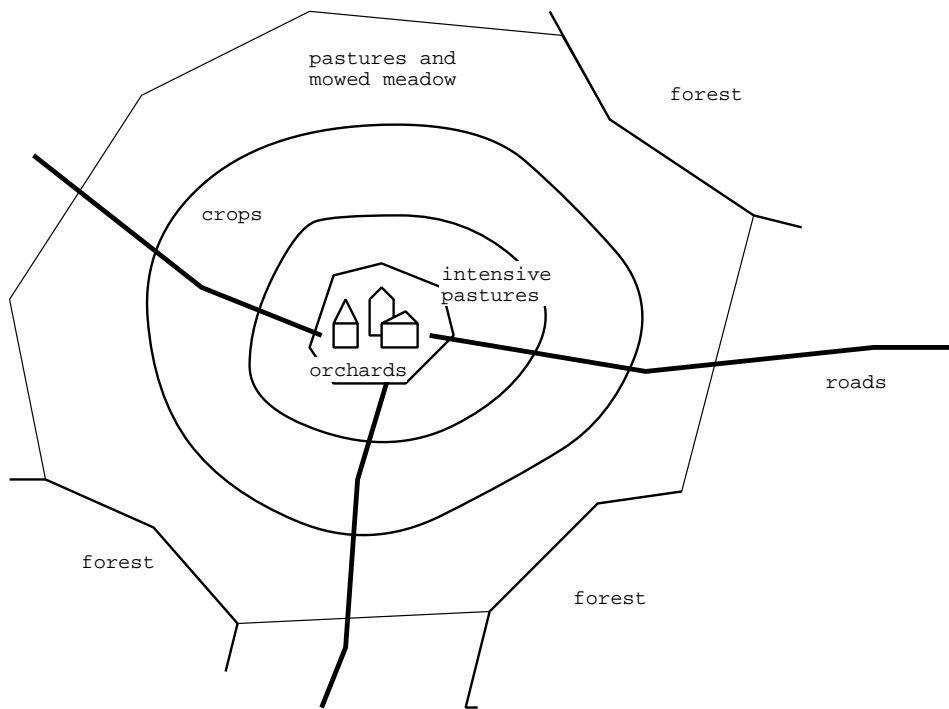 pastures and
mowed meadow
forest
crops
intensive
pastures
orchards
roads
forest
forest